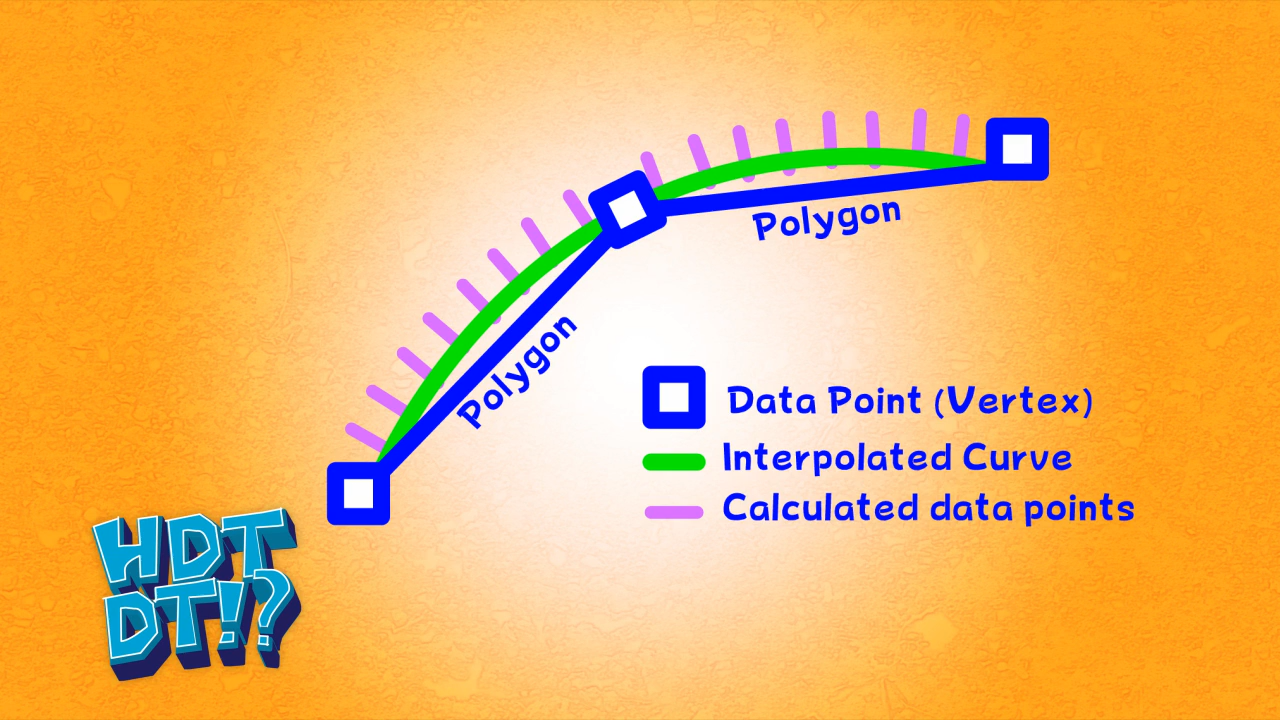 Polygon
Polygon
Data Point (Vertex)
Interpolated Curve
Calculated data points
HDT
DT!?